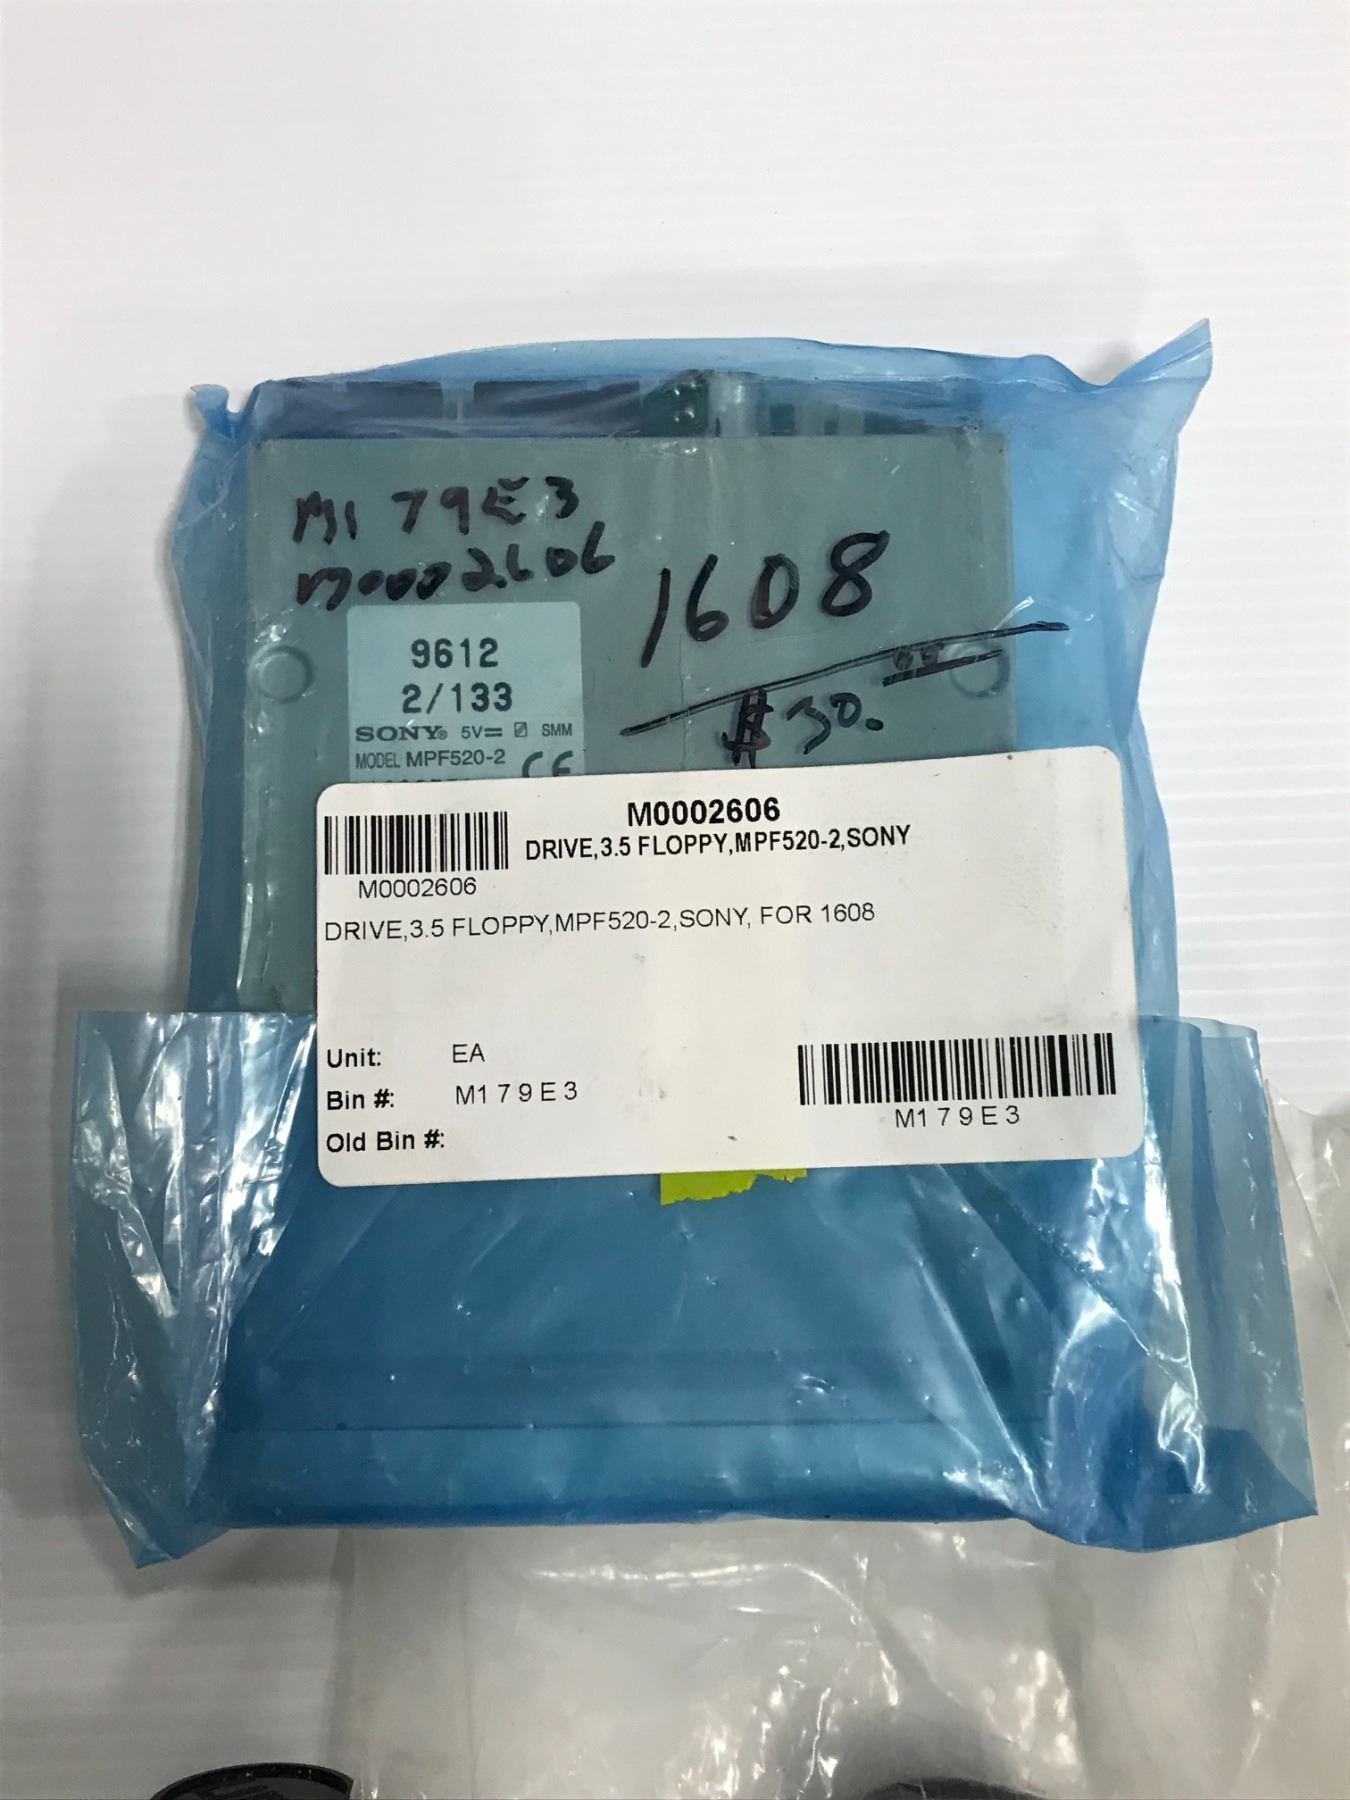 M179E3
M0002606
1608
$30.00
9612
2/133
SONY® 5V⎓ SMM
MODEL MPF520-2 CE
M0002606
DRIVE,3.5 FLOPPY,MPF520-2,SONY
M0002606
DRIVE,3.5 FLOPPY,MPF520-2,SONY, FOR 1608
Unit: EA
Bin #: M179E3
Old Bin #:
M179E3